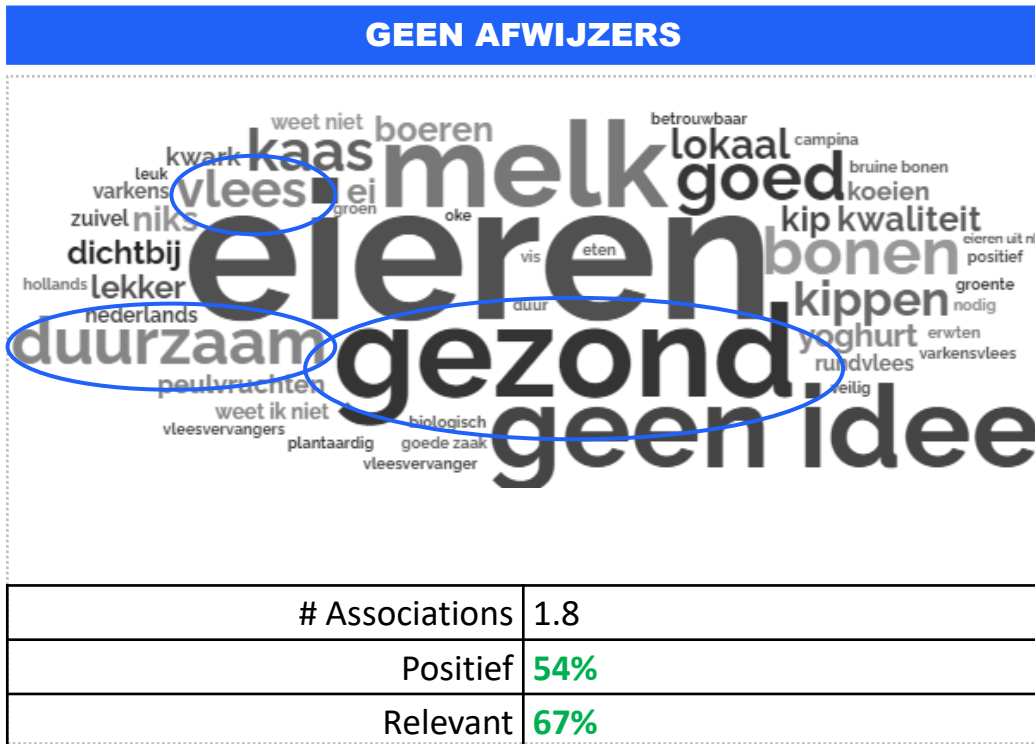 GEEN AFWIJZERS
weet niet boeren melk betrouwbaar
kwark kaas lokaal campina
leuk vlees ei goed bruine bonen
varkens koeien
zuivel niks groen oke kip kwaliteit
dichtbij eieren vis eten bonen eieren uit nl
positief
hollands lekker kippen groente
nederlands duur nodig
duurzaam gezond yoghurt erwten
rundvlees varkensvlees
peulvruchten veilig
weet ik niet biologisch geen idee
vleesvervangers plantaardig goede zaak
vleesvervanger
# Associations 1.8
Positief 54%
Relevant 67%